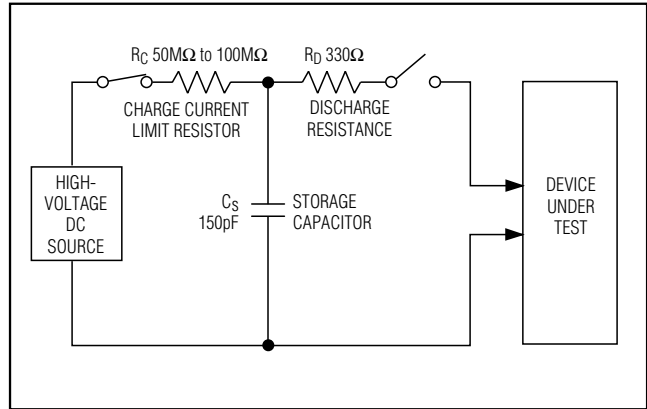 R_C 50MΩ to 100MΩ
CHARGE CURRENT
LIMIT RESISTOR
R_D 330Ω
DISCHARGE
RESISTANCE
HIGH-
VOLTAGE
DC
SOURCE
C_S
150pF
STORAGE
CAPACITOR
DEVICE
UNDER
TEST